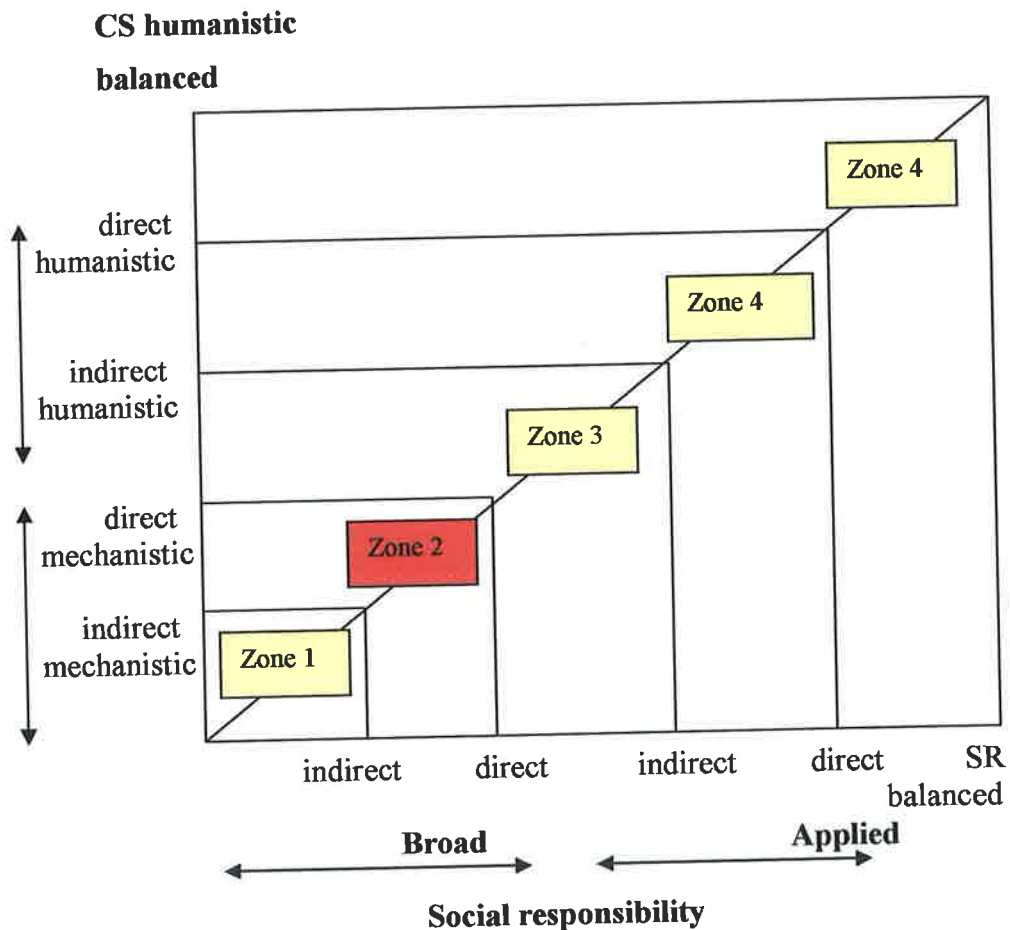 CS humanistic
balanced
Zone 4
direct
humanistic
Zone 4
indirect
humanistic
Zone 3
direct
mechanistic
Zone 2
indirect
mechanistic
Zone 1
indirect
direct
indirect
direct
SR
balanced
Broad
Applied
Social responsibility